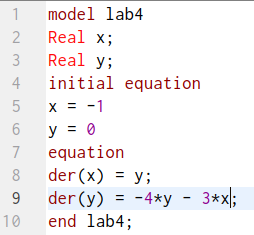 1 model lab4
2 Real x;
3 Real y;
4 initial equation
5 x = -1
6 y = 0
7 equation
8 der(x) = y;
9 der(y) = -4*y - 3*x;
10 end lab4;